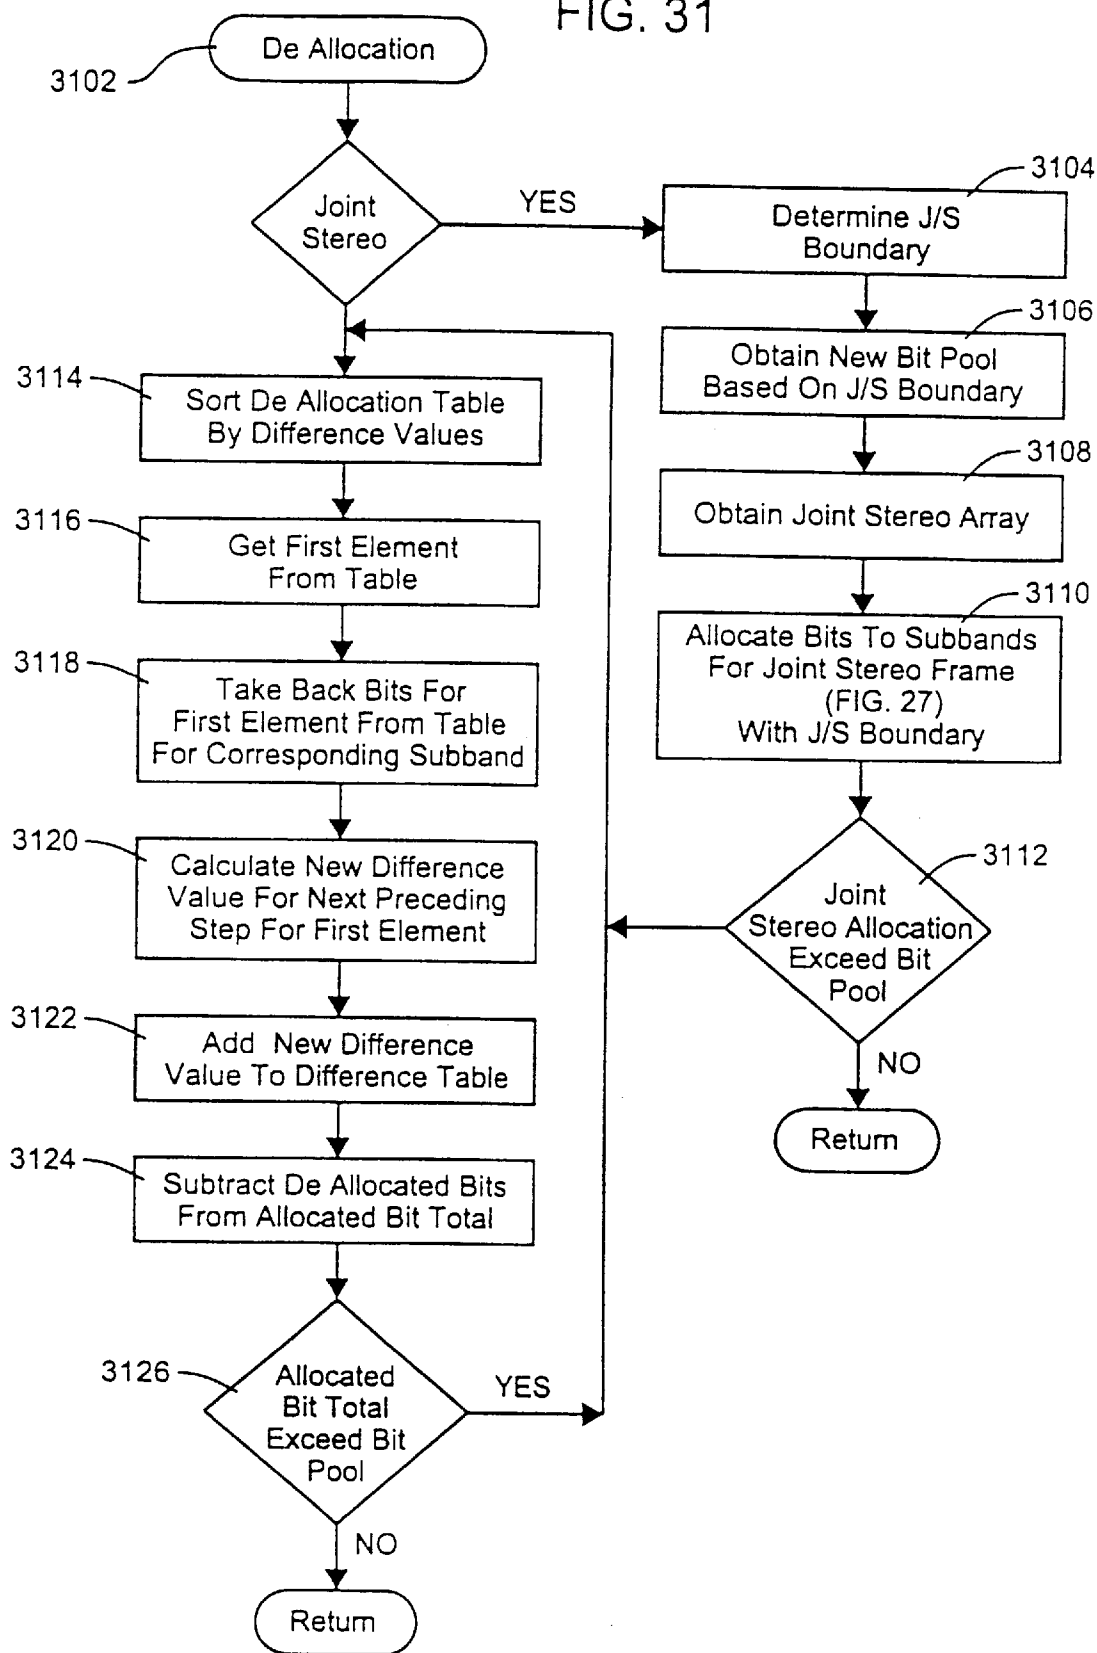 FIG. 31
De Allocation
3102
Joint
Stereo
YES
3104
Determine J/S
Boundary
3106
Obtain New Bit Pool
Based On J/S Boundary
3108
Obtain Joint Stereo Array
3110
Allocate Bits To Subbands
For Joint Stereo Frame
(FIG. 27)
With J/S Boundary
3112
Joint
Stereo Allocation
Exceed Bit
Pool
NO
Return
3114
Sort De Allocation Table
By Difference Values
3116
Get First Element
From Table
3118
Take Back Bits For
First Element From Table
For Corresponding Subband
3120
Calculate New Difference
Value For Next Preceding
Step For First Element
3122
Add New Difference
Value To Difference Table
3124
Subtract De Allocated Bits
From Allocated Bit Total
3126
Allocated
Bit Total
Exceed Bit
Pool
YES
NO
Return